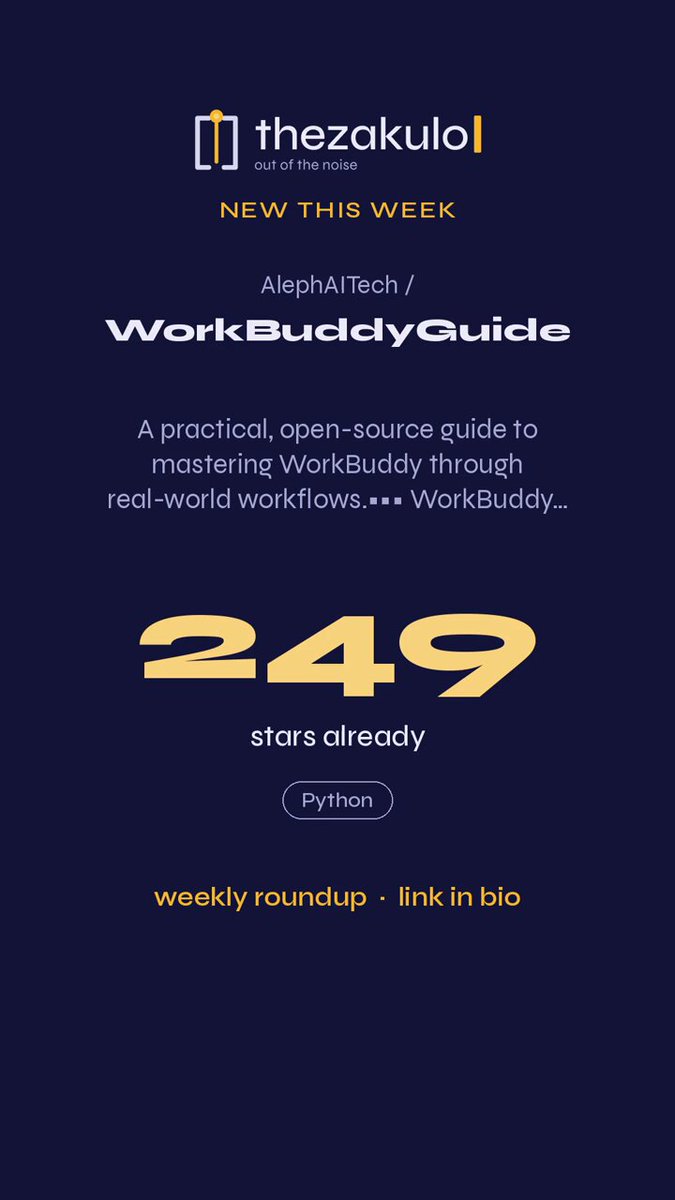 thezakulo
out of the noise
NEW THIS WEEK
AlephAITech /
WorkBuddyGuide
A practical, open-source guide to
mastering WorkBuddy through
real-world workflows.▪▪▪ WorkBuddy…
249
stars already
Python
weekly roundup · link in bio